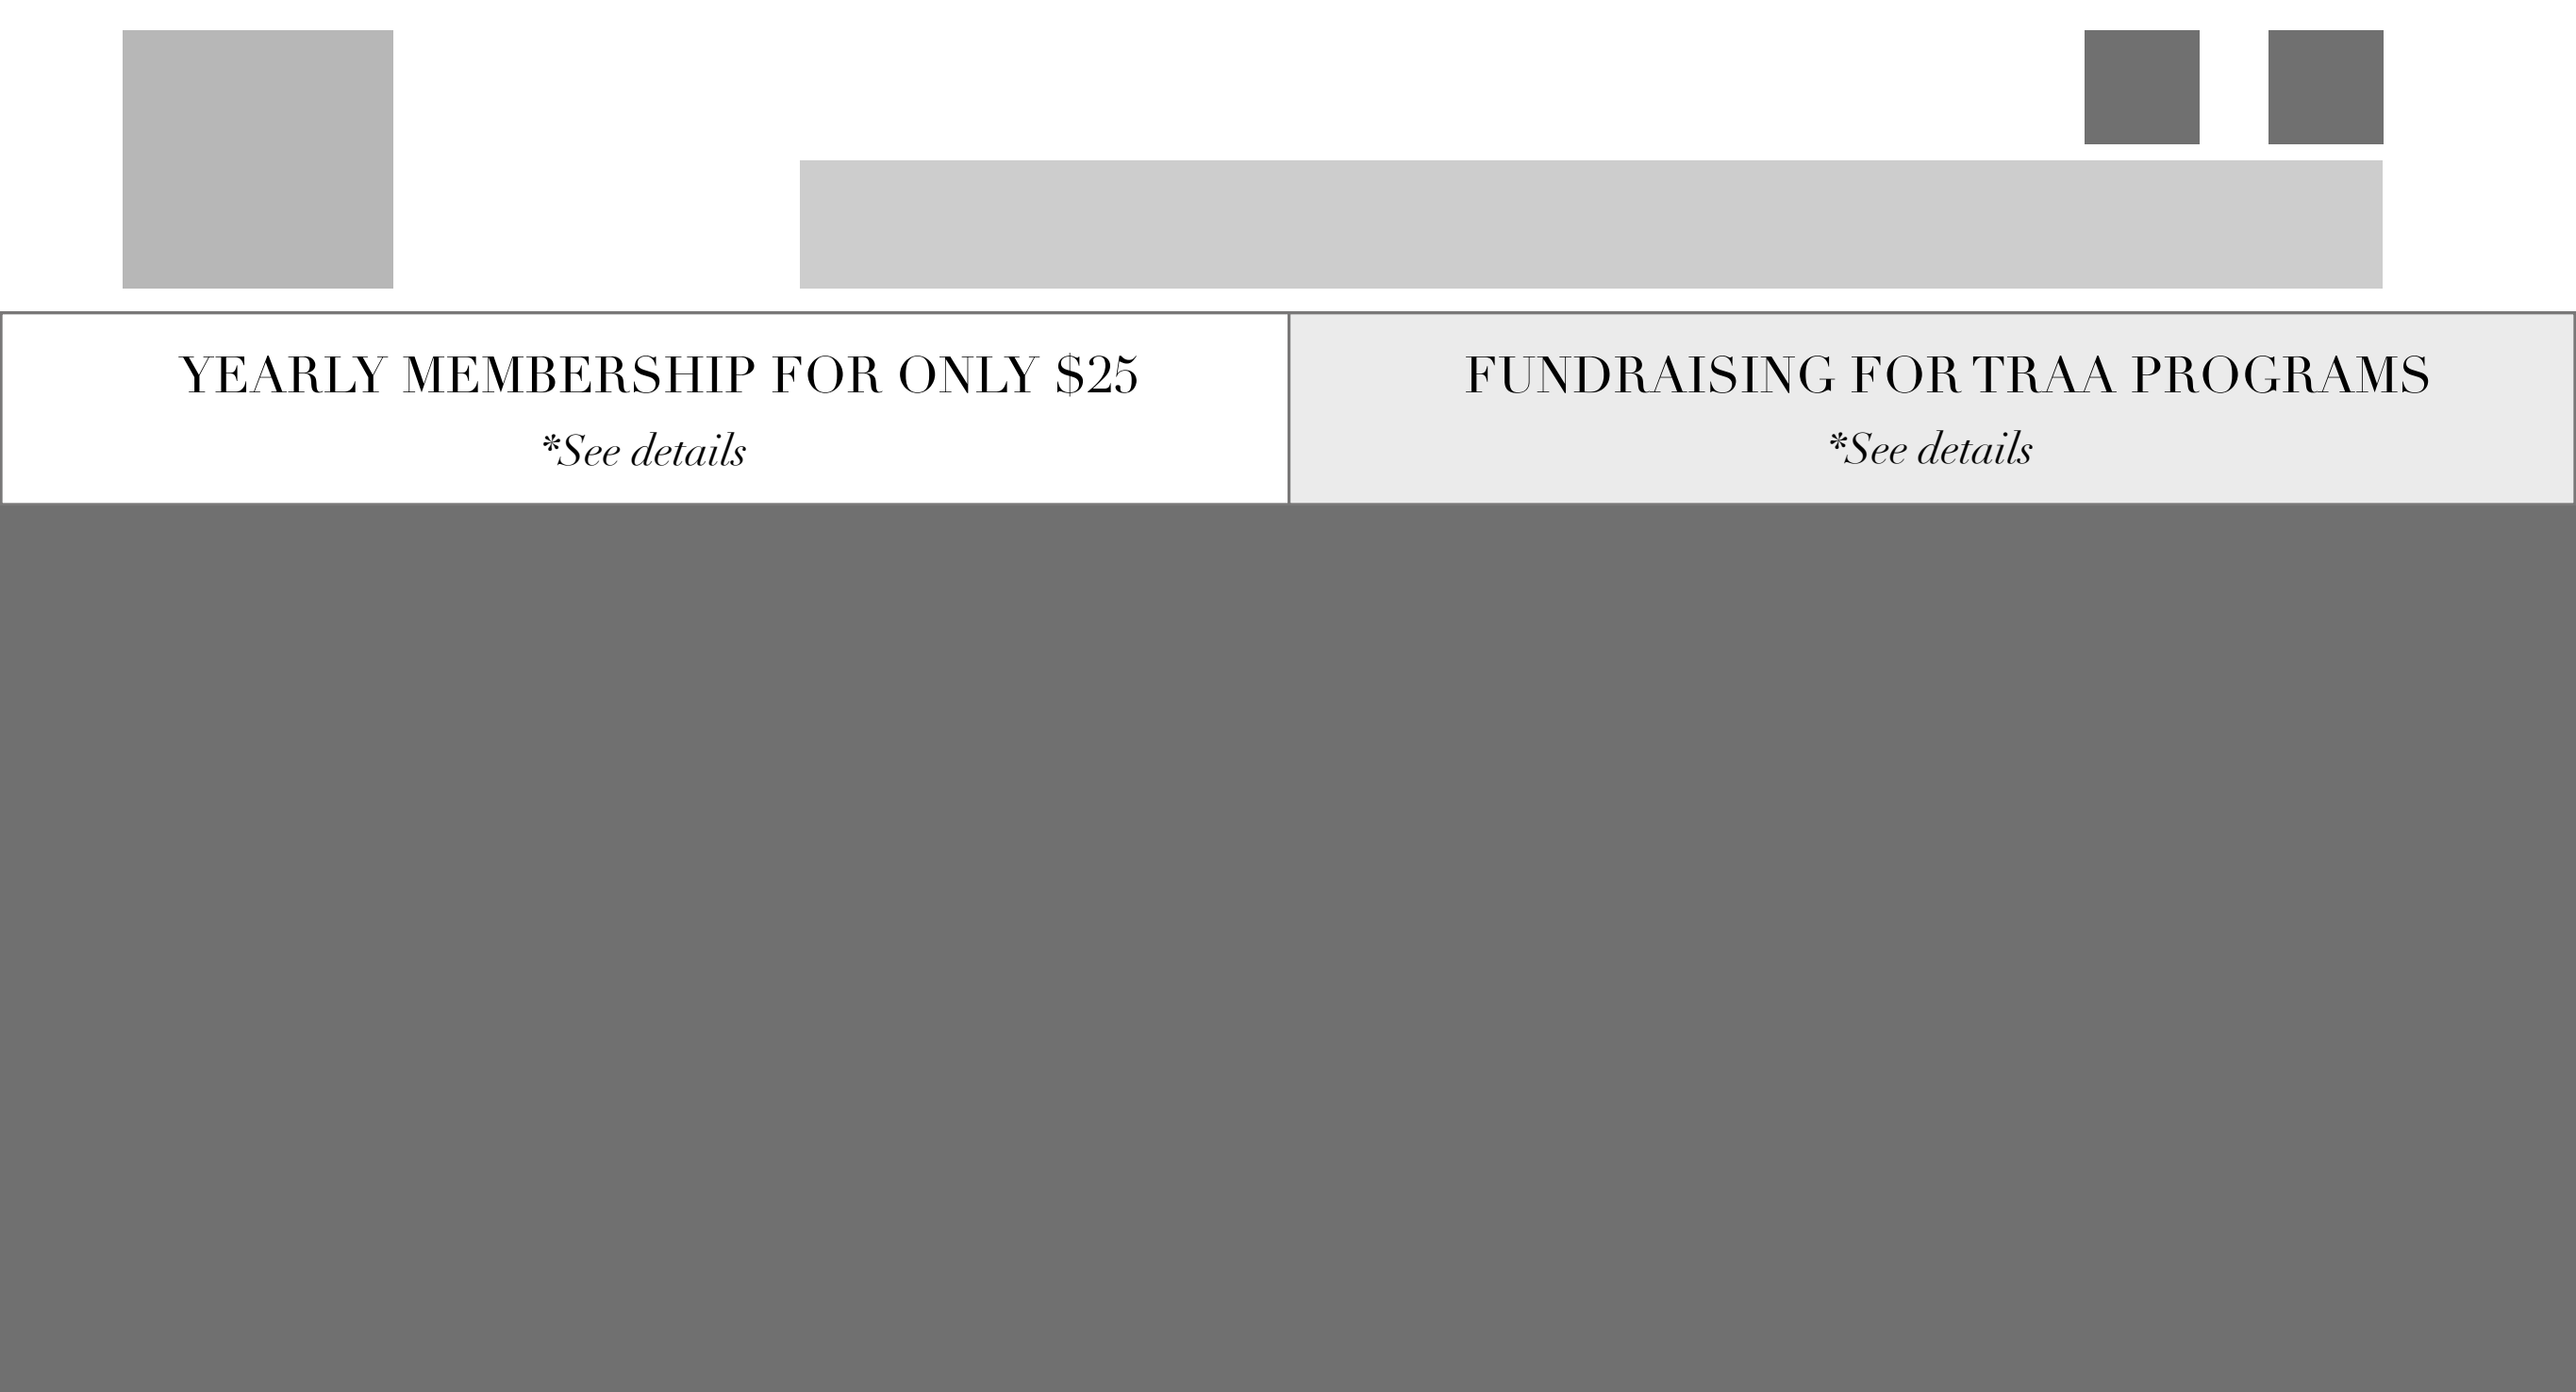 YEARLY MEMBERSHIP FOR ONLY $25
*See details
FUNDRAISING FOR TRAA PROGRAMS
*See details